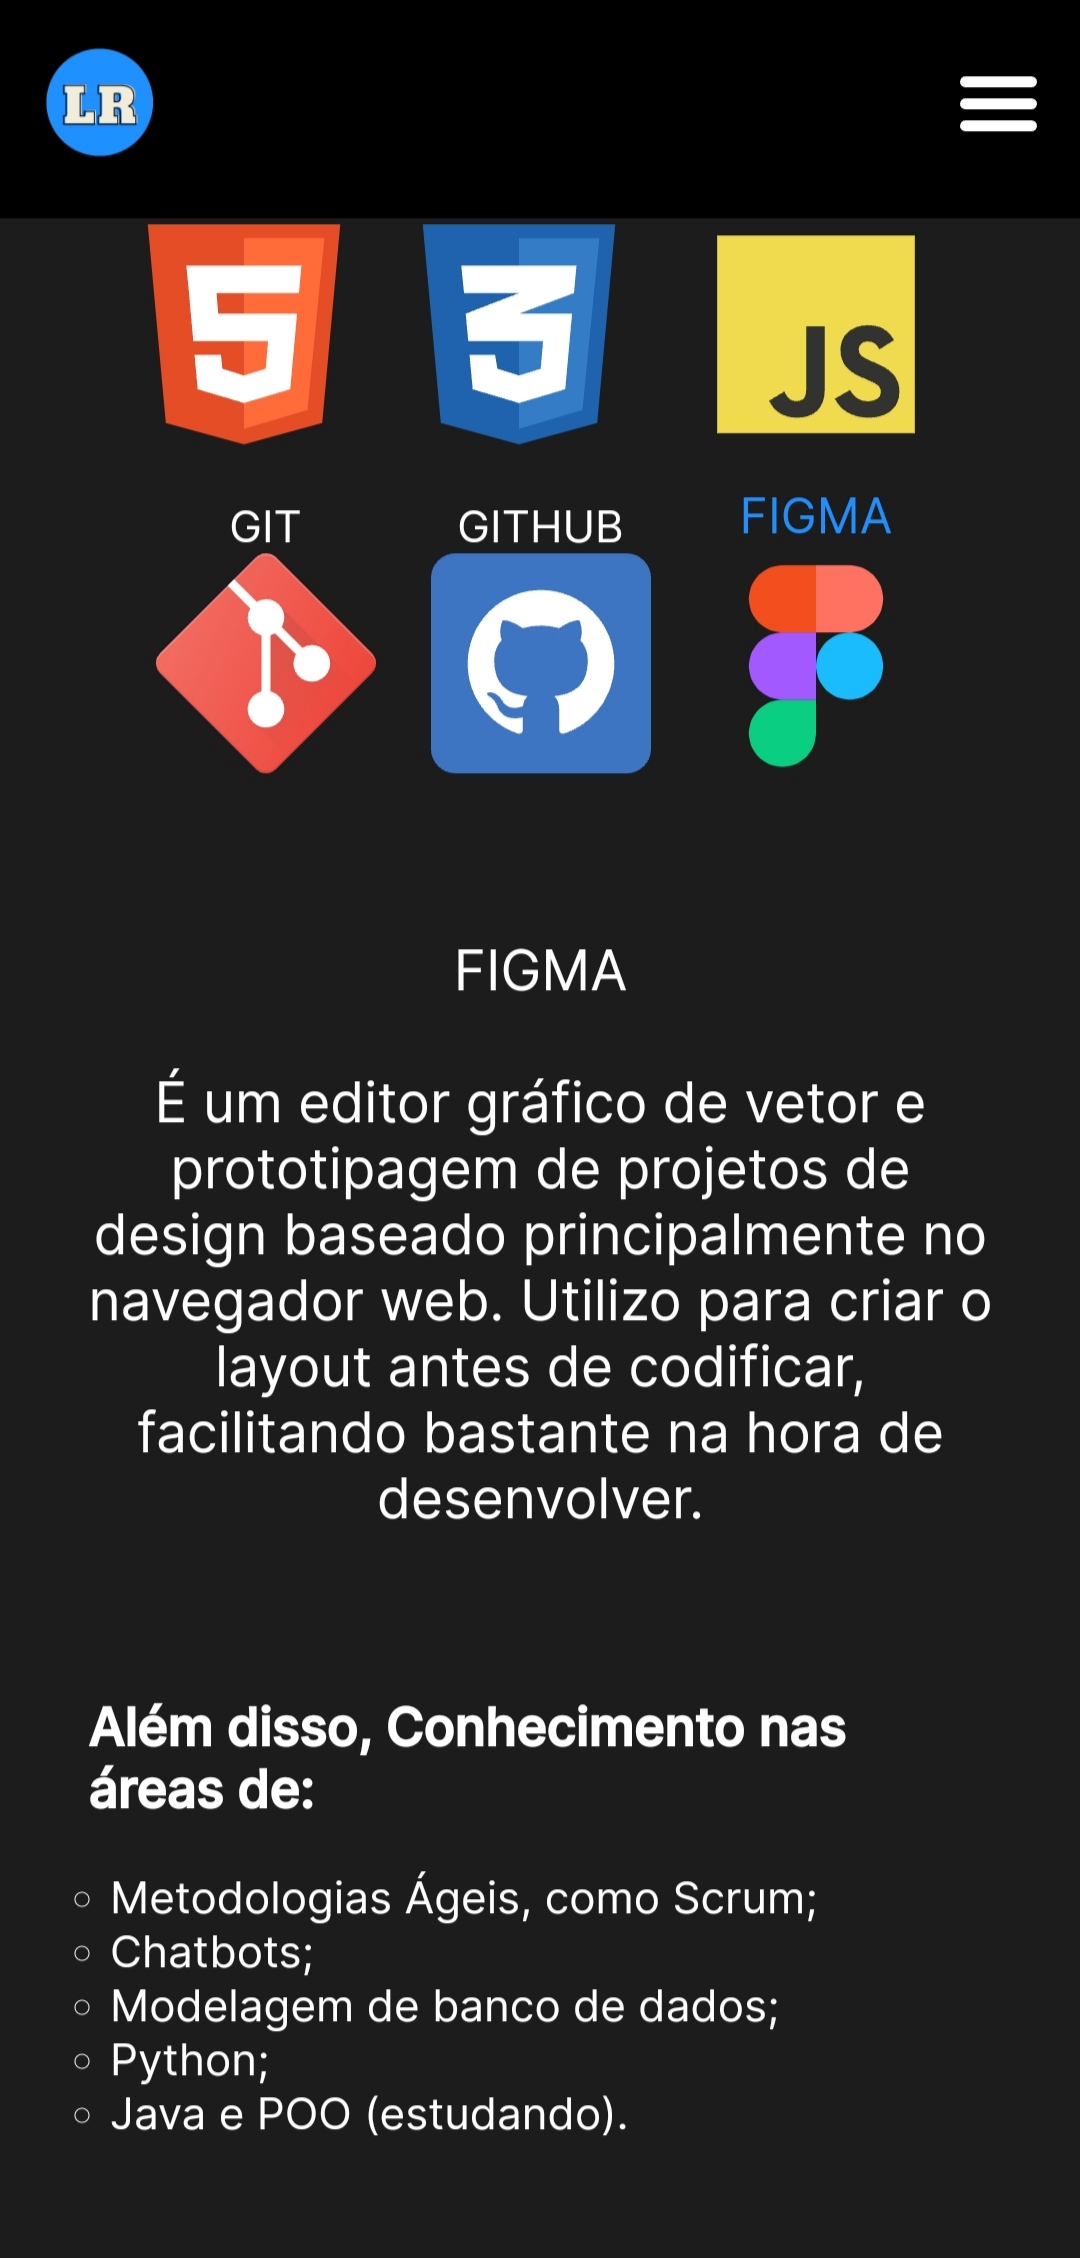 LR
5
3
JS
GIT
GITHUB
FIGMA
FIGMA
É um editor gráfico de vetor e
prototipagem de projetos de
design baseado principalmente no
navegador web. Utilizo para criar o
layout antes de codificar,
facilitando bastante na hora de
desenvolver.
Além disso, Conhecimento nas
áreas de:
Metodologias Ágeis, como Scrum;
Chatbots;
Modelagem de banco de dados;
Python;
Java e POO (estudando).